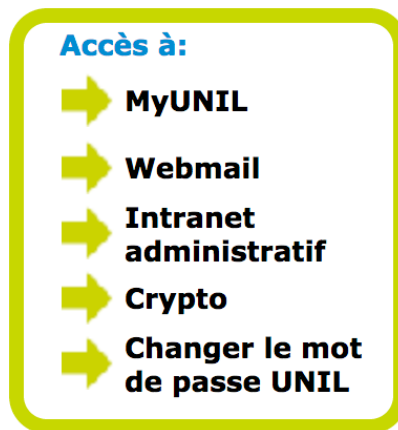 Accès à:
MyUNIL
Webmail
Intranet
administratif
Crypto
Changer le mot
de passe UNIL